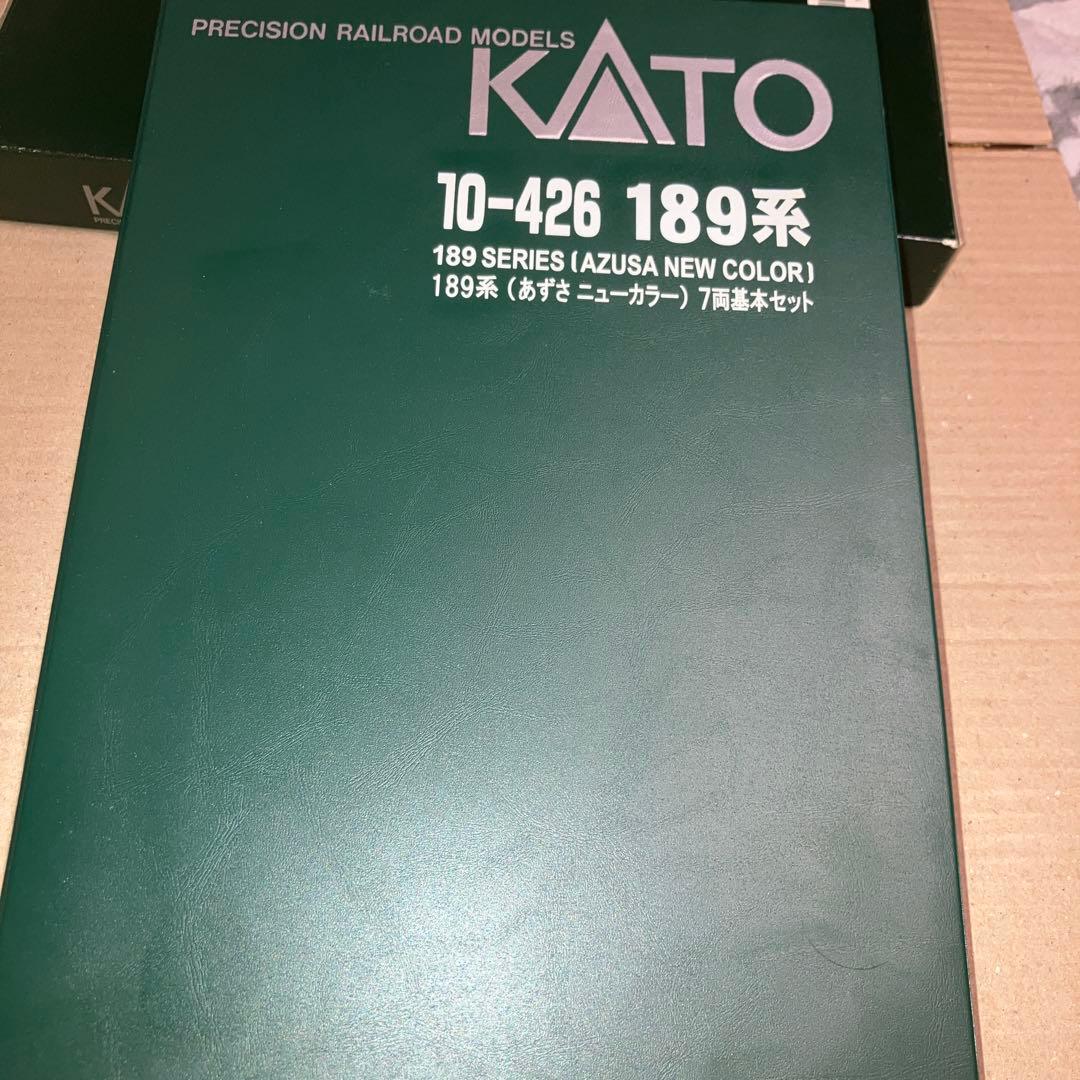 PRECISION RAILROAD MODELS
KATO
10-426 189系
189 SERIES (AZUSA NEW COLOR)
189系 (あずさ ニューカラー) 7両基本セット